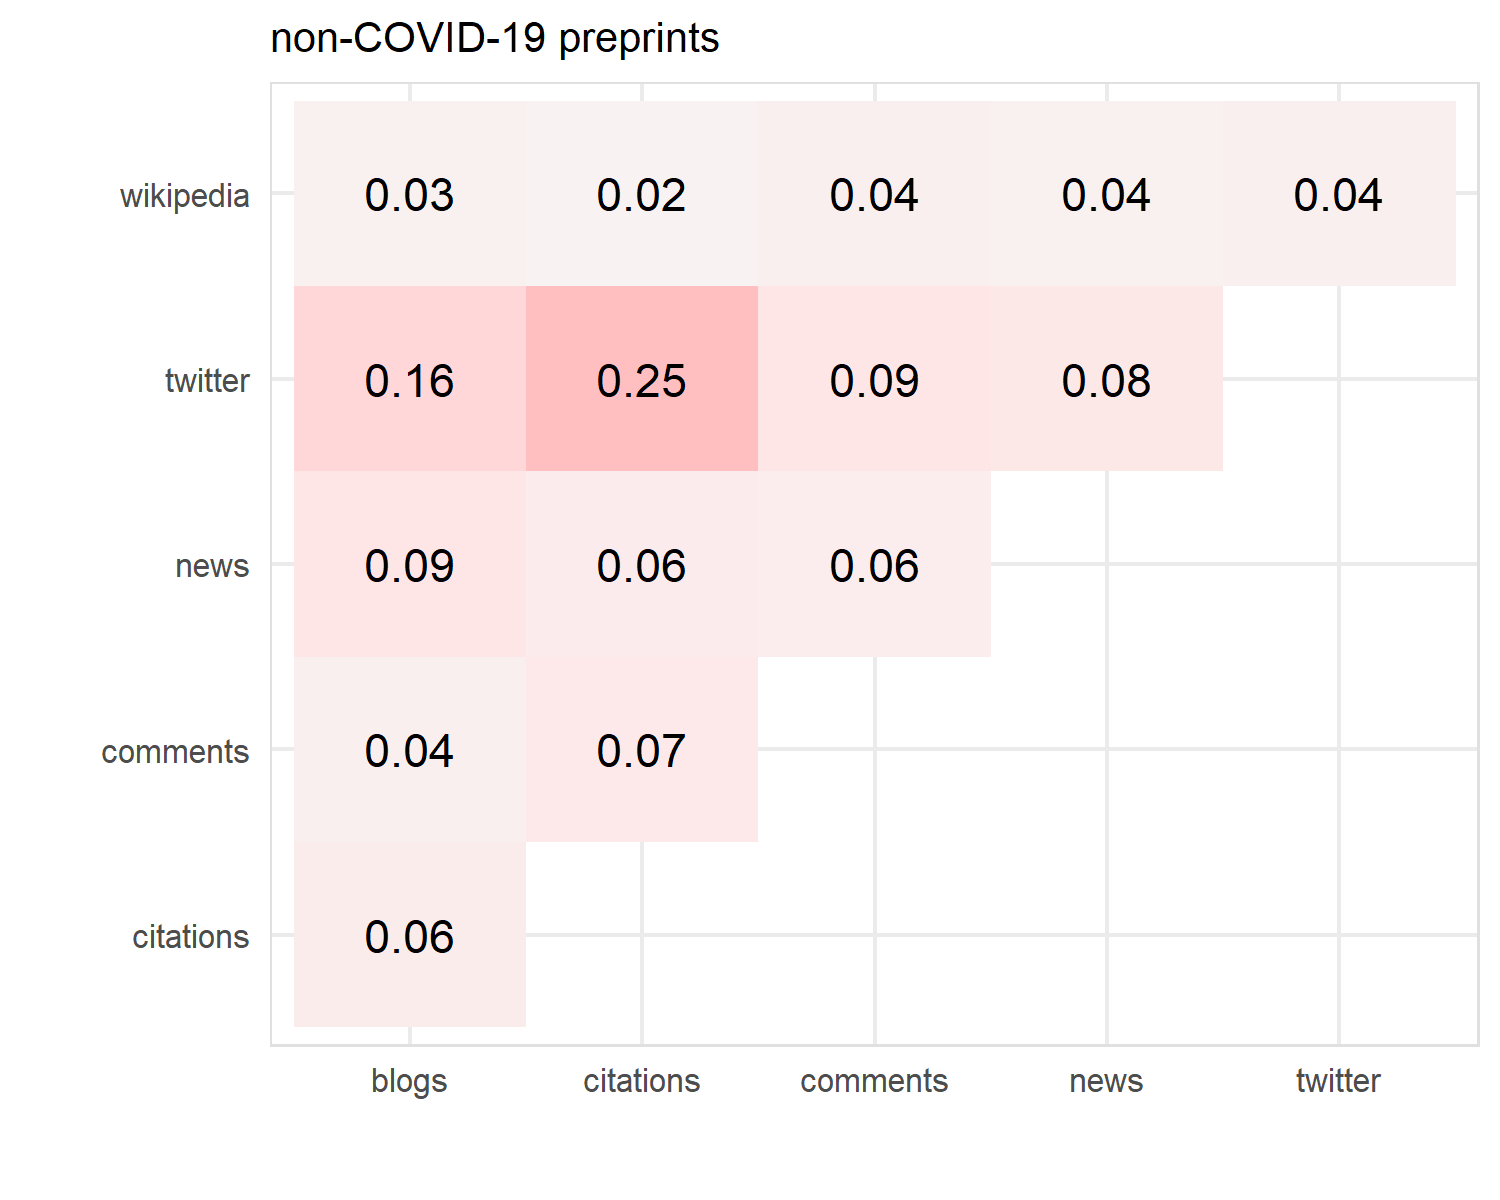 non-COVID-19 preprints
wikipedia 0.03 0.02 0.04 0.04 0.04
twitter 0.16 0.25 0.09 0.08
news 0.09 0.06 0.06
comments 0.04 0.07
citations 0.06
blogs citations comments news twitter